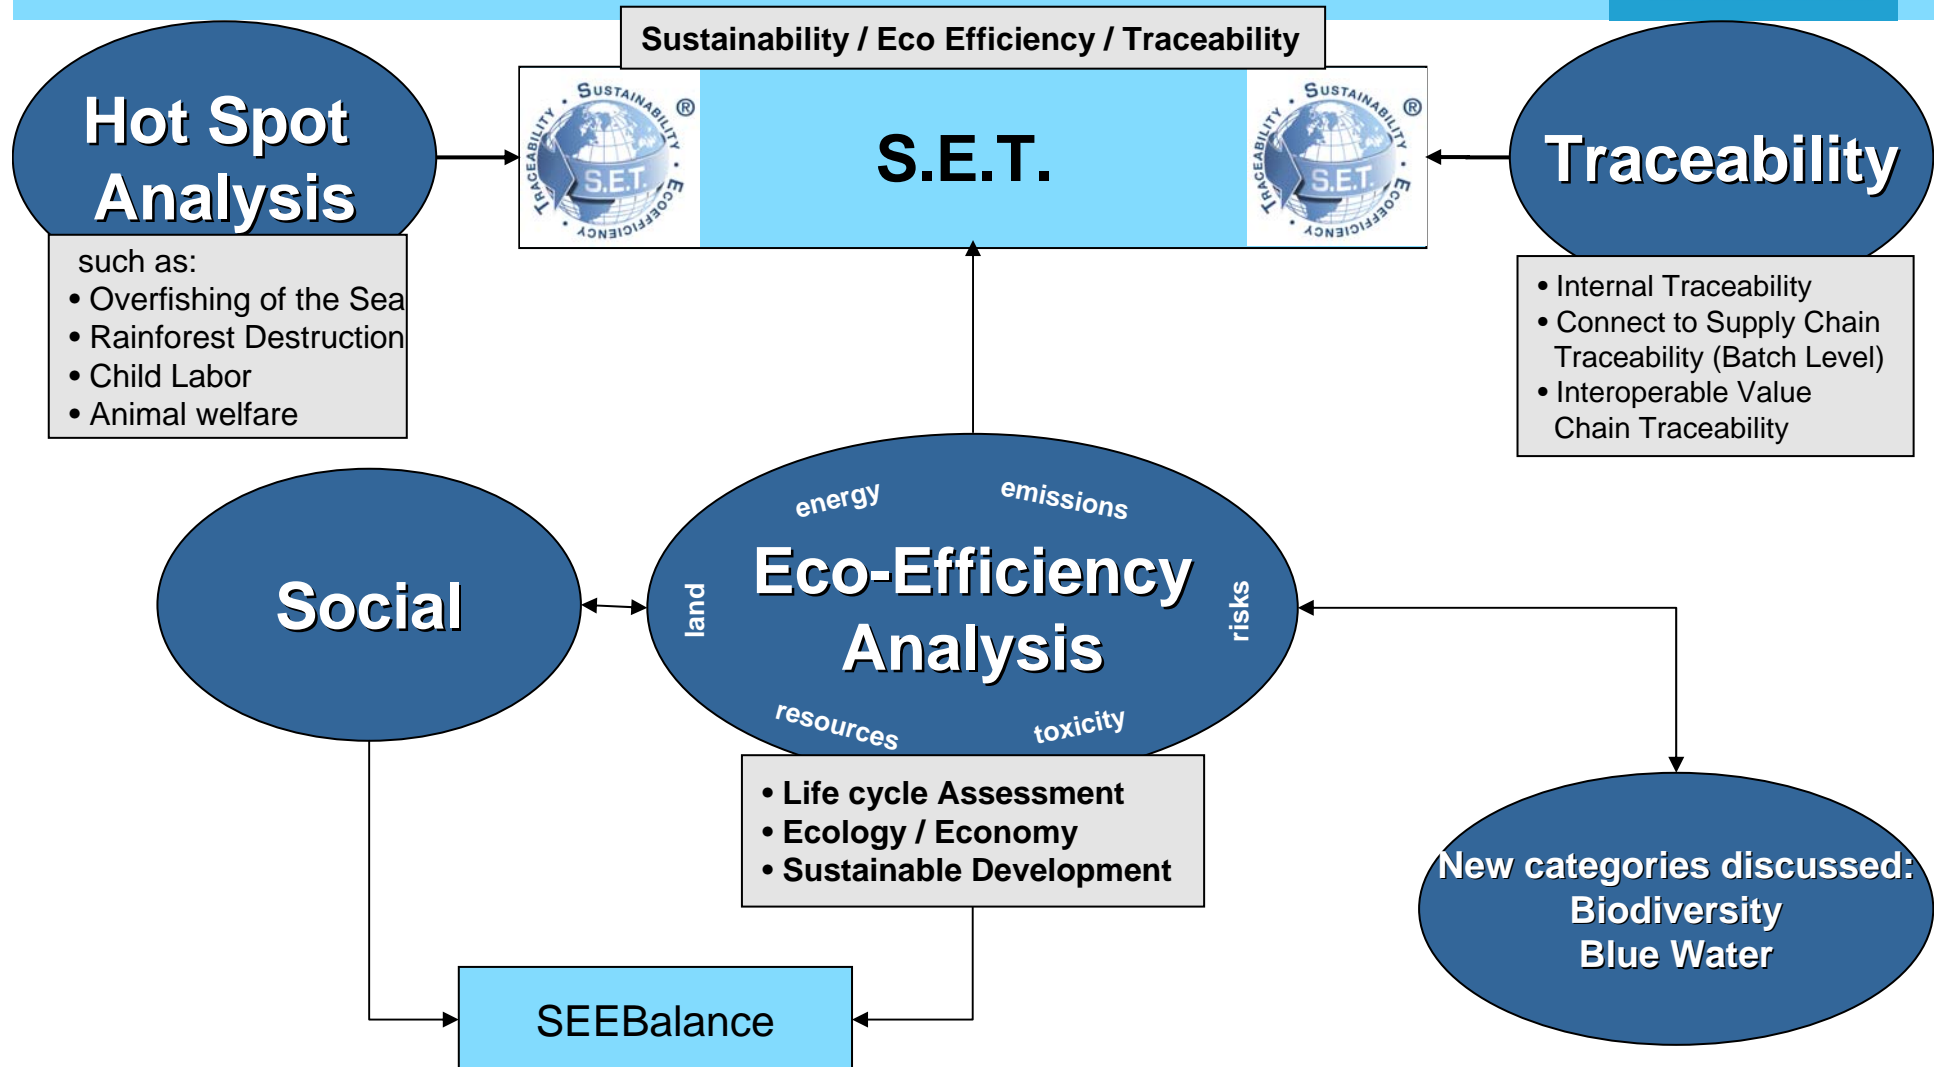 Sustainability / Eco Efficiency / Traceability
Hot Spot
Analysis
such as:
• Overfishing of the Sea
• Rainforest Destruction
• Child Labor
• Animal welfare
TRACEABILITY • SUSTAINABILITY • ECOEFFICIENCY •
®
S.E.T.
S.E.T.
TRACEABILITY • SUSTAINABILITY • ECOEFFICIENCY •
®
S.E.T.
Traceability
• Internal Traceability
• Connect to Supply Chain
Traceability (Batch Level)
• Interoperable Value
Chain Traceability
Social
energy
emissions
land
Eco-Efficiency
Analysis
risks
resources
toxicity
• Life cycle Assessment
• Ecology / Economy
• Sustainable Development
New categories discussed:
Biodiversity
Blue Water
SEEBalance